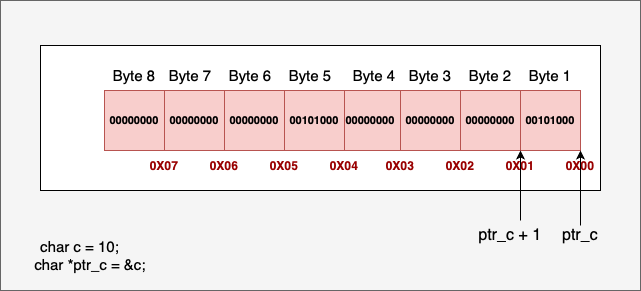 Byte 8 Byte 7 Byte 6 Byte 5 Byte 4 Byte 3 Byte 2 Byte 1
00000000 00000000 00000000 00101000 00000000 00000000 00000000 00101000
0X07 0X06 0X05 0X04 0X03 0X02 0X01 0X00
ptr_c + 1 ptr_c
char c = 10;
char *ptr_c = &c;